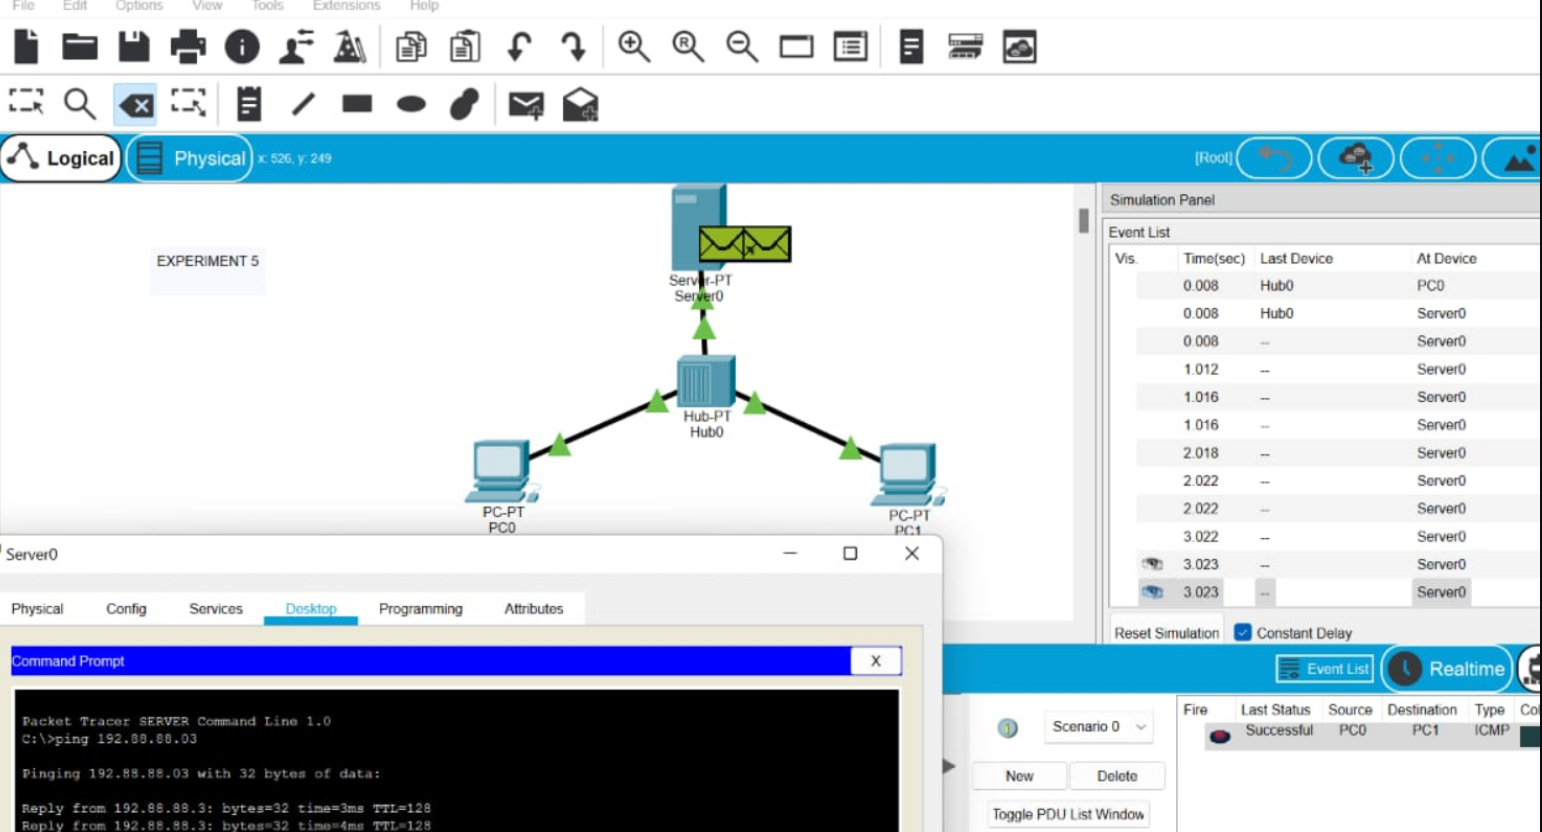 File Edit Options View Tools Extensions Help
Logical Physical x: 526, y: 249 [Root]
EXPERIMENT 5
Server-PT
Server0
Hub-PT
Hub0
PC-PT
PC0
PC-PT
PC1
Simulation Panel
Event List
Vis. Time(sec) Last Device At Device
0.008 Hub0 PC0
0.008 Hub0 Server0
0.008 -- Server0
1.012 -- Server0
1.016 -- Server0
1.016 -- Server0
2.018 -- Server0
2.022 -- Server0
2.022 -- Server0
3.022 -- Server0
3.023 -- Server0
3.023 -- Server0
Reset Simulation Constant Delay
Event List Realtime
Server0
Physical Config Services Desktop Programming Attributes
Command Prompt X
Packet Tracer SERVER Command Line 1.0
C:\>ping 192.88.88.03
Pinging 192.88.88.03 with 32 bytes of data:
Reply from 192.88.88.3: bytes=32 time=3ms TTL=128
Reply from 192.88.88.3: bytes=32 time=4ms TTL=128
Scenario 0
New Delete
Toggle PDU List Window
Fire Last Status Source Destination Type Col
Successful PC0 PC1 ICMP